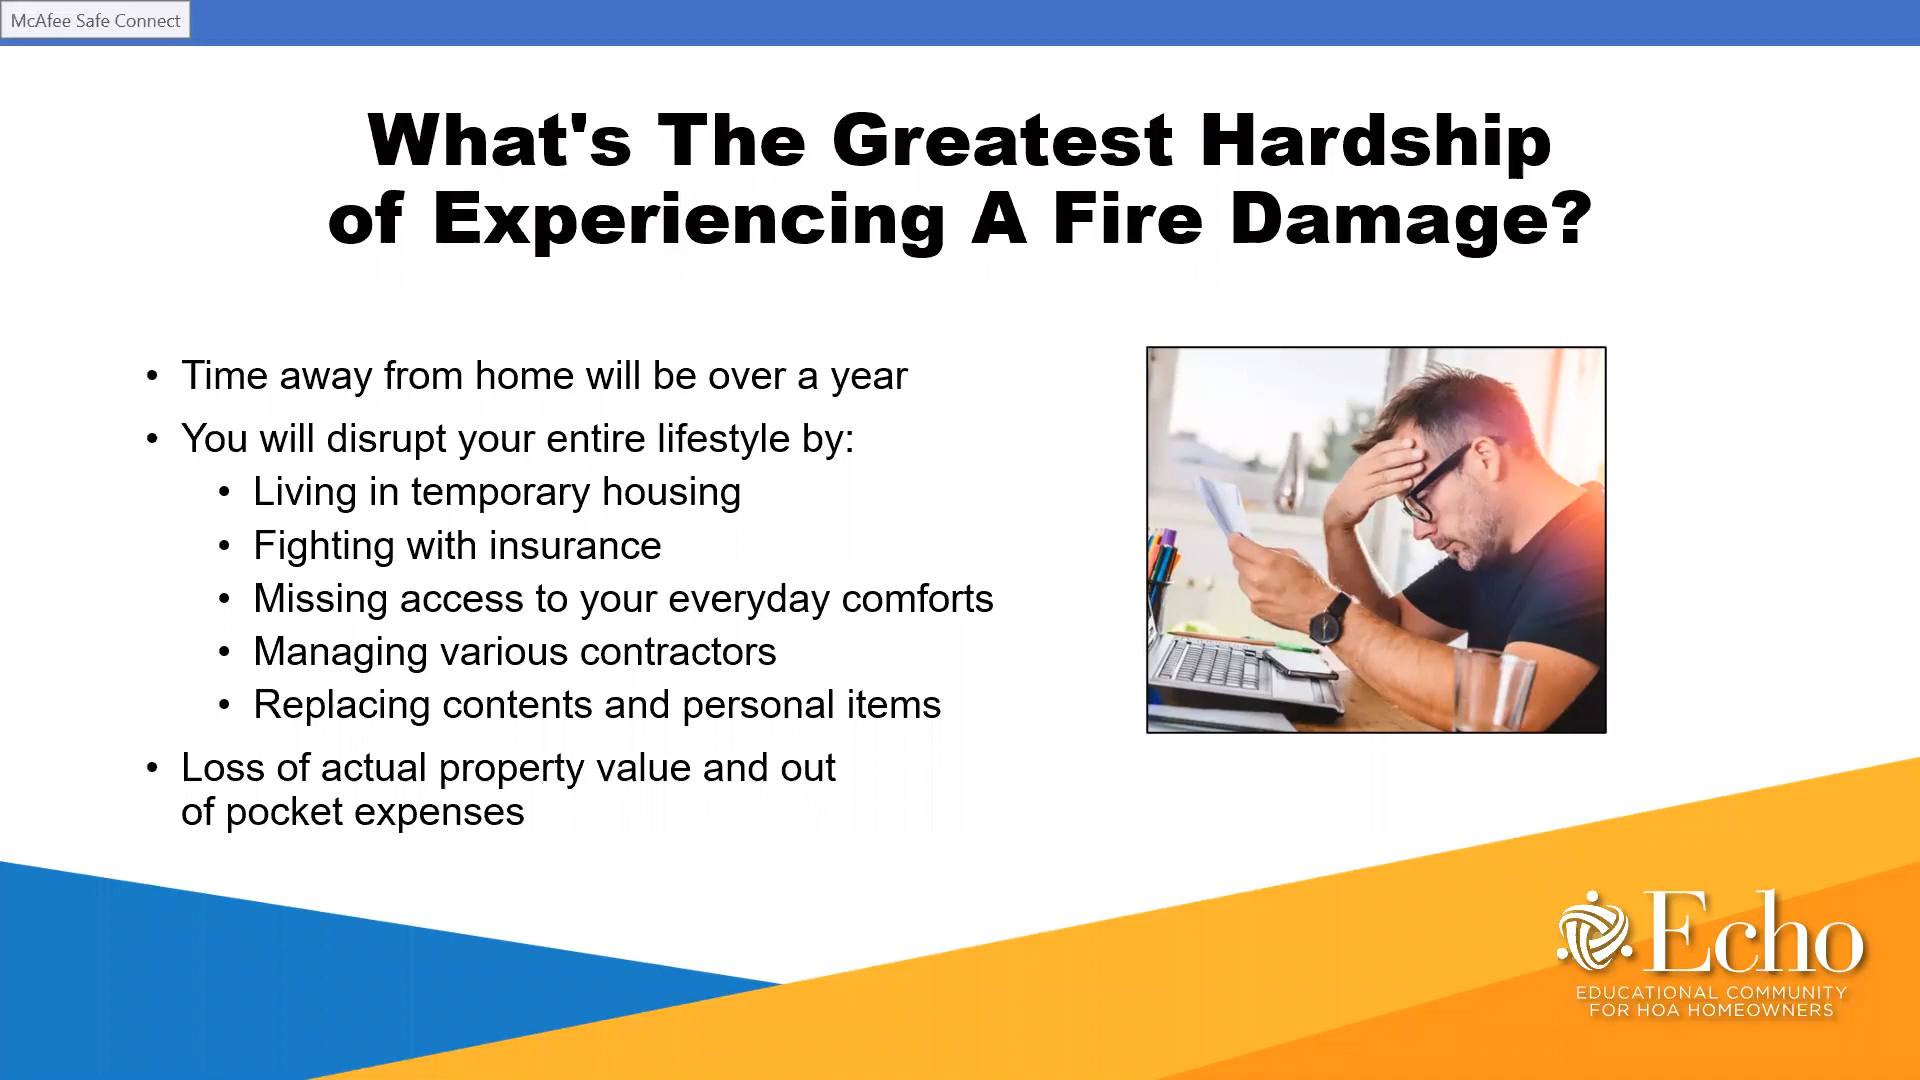 McAfee Safe Connect
What's The Greatest Hardship
of Experiencing A Fire Damage?
• Time away from home will be over a year
• You will disrupt your entire lifestyle by:
• Living in temporary housing
• Fighting with insurance
• Missing access to your everyday comforts
• Managing various contractors
• Replacing contents and personal items
• Loss of actual property value and out
of pocket expenses
Echo
EDUCATIONAL COMMUNITY
FOR HOA HOMEOWNERS